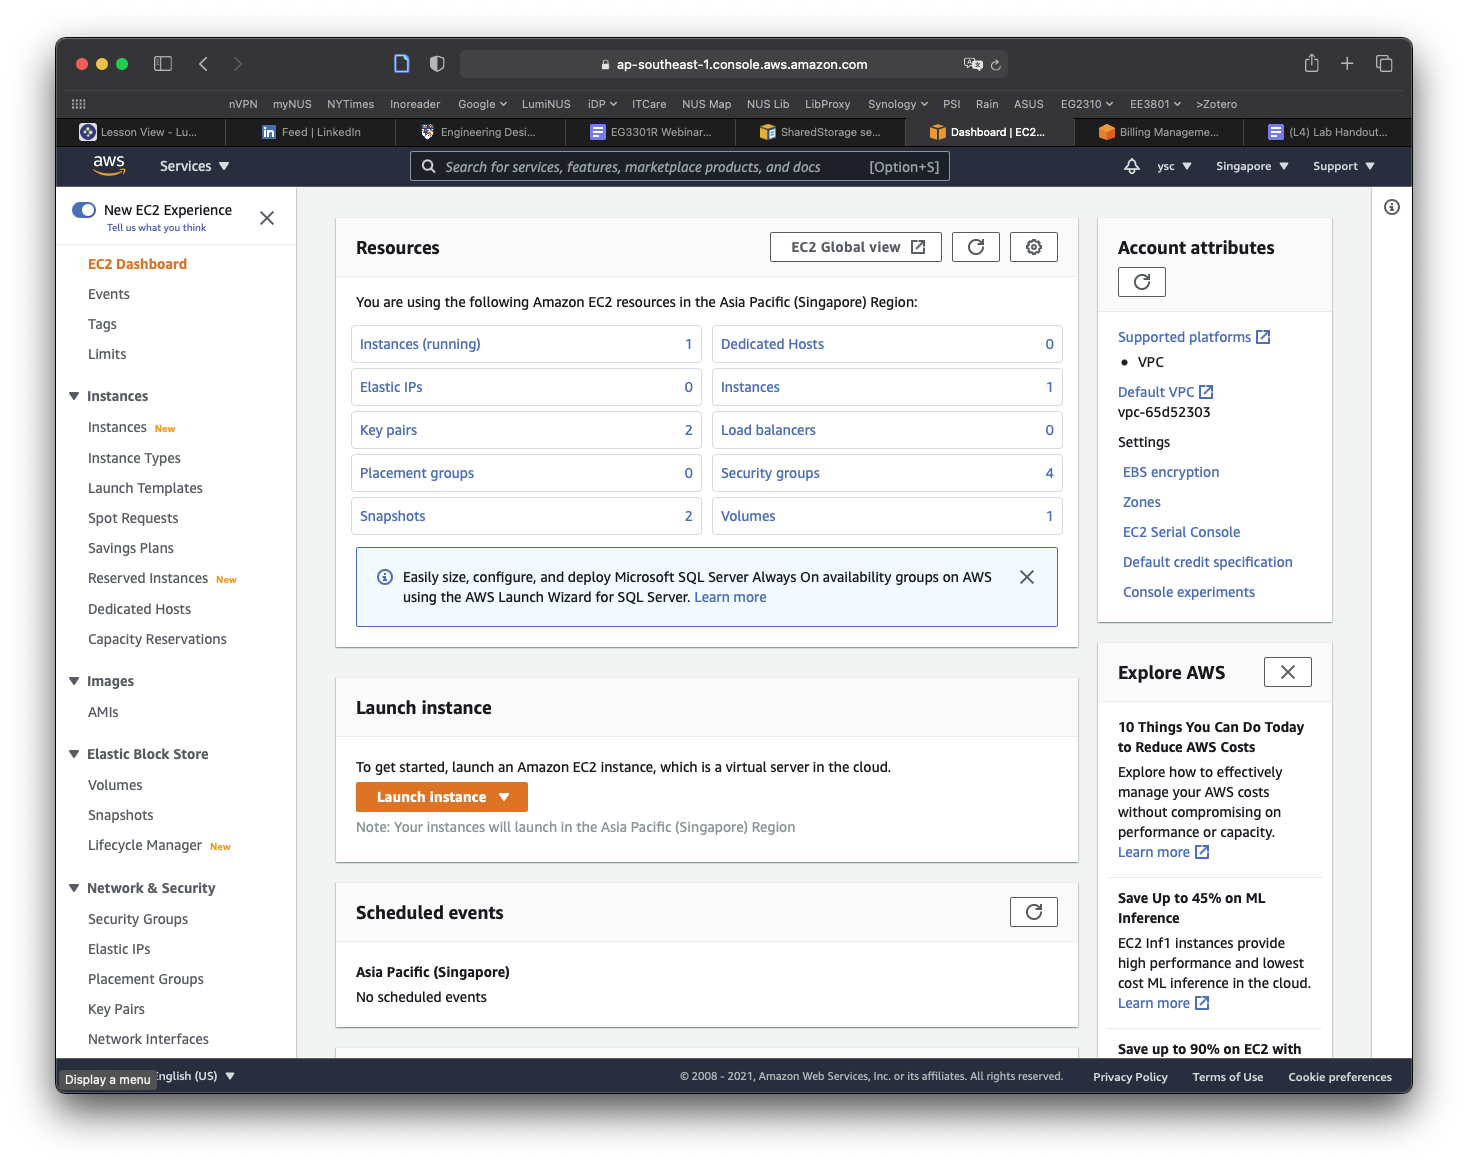 ap-southeast-1.console.aws.amazon.com
nVPN myNUS NYTimes Inoreader Google LumiNUS iDP ITCare NUS Map NUS Lib LibProxy Synology PSI Rain ASUS EG2310 EE3801 >Zotero
Lesson View - Lu... Feed | LinkedIn Engineering Desi... EG3301R Webinar... SharedStorage se... Dashboard | EC2... Billing Manageme... (L4) Lab Handout...
aws Services Search for services, features, marketplace products, and docs [Option+S] ysc Singapore Support
New EC2 Experience
Tell us what you think
EC2 Dashboard
Events
Tags
Limits
Instances
Instances New
Instance Types
Launch Templates
Spot Requests
Savings Plans
Reserved Instances New
Dedicated Hosts
Capacity Reservations
Images
AMIs
Elastic Block Store
Volumes
Snapshots
Lifecycle Manager New
Network & Security
Security Groups
Elastic IPs
Placement Groups
Key Pairs
Network Interfaces
Resources
EC2 Global view
You are using the following Amazon EC2 resources in the Asia Pacific (Singapore) Region:
Instances (running) 1 Dedicated Hosts 0
Elastic IPs 0 Instances 1
Key pairs 2 Load balancers 0
Placement groups 0 Security groups 4
Snapshots 2 Volumes 1
Easily size, configure, and deploy Microsoft SQL Server Always On availability groups on AWS
using the AWS Launch Wizard for SQL Server. Learn more
Launch instance
To get started, launch an Amazon EC2 instance, which is a virtual server in the cloud.
Launch instance
Note: Your instances will launch in the Asia Pacific (Singapore) Region
Scheduled events
Asia Pacific (Singapore)
No scheduled events
Account attributes
Supported platforms
• VPC
Default VPC
vpc-65d52303
Settings
EBS encryption
Zones
EC2 Serial Console
Default credit specification
Console experiments
Explore AWS
10 Things You Can Do Today
to Reduce AWS Costs
Explore how to effectively
manage your AWS costs
without compromising on
performance or capacity.
Learn more
Save Up to 45% on ML
Inference
EC2 Inf1 instances provide
high performance and lowest
cost ML inference in the cloud.
Learn more
Save up to 90% on EC2 with
Display a menu nglish (US) © 2008 - 2021, Amazon Web Services, Inc. or its affiliates. All rights reserved. Privacy Policy Terms of Use Cookie preferences